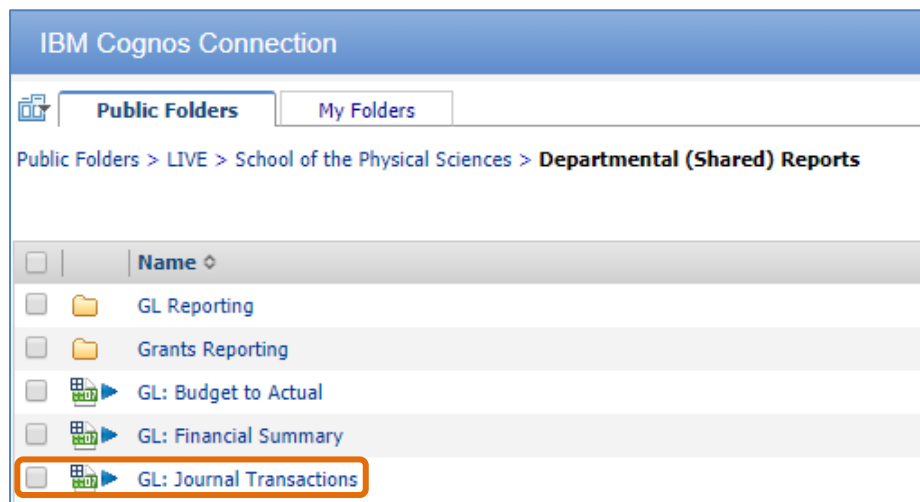 IBM Cognos Connection
Public Folders
My Folders
Public Folders > LIVE > School of the Physical Sciences > Departmental (Shared) Reports
Name
GL Reporting
Grants Reporting
GL: Budget to Actual
GL: Financial Summary
GL: Journal Transactions